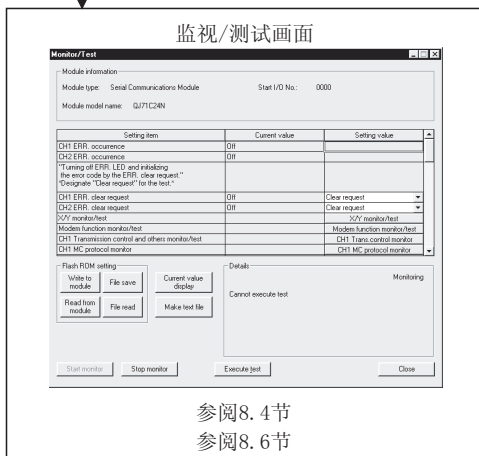 监视/测试画面
Monitor/Test
Module information
Module type: Serial Communications Module Start I/O No.: 0000
Module model name: QJ71C24N
Setting item Current value Setting value
CH1 ERR. occurrence Off
CH2 ERR. occurrence Off
"Turning off ERR. LED and initializing
the error code by the ERR. clear request."
*Designate "Clear request" for the test.*
CH1 ERR. clear request Off Clear request
CH2 ERR. clear request Off Clear request
X/Y monitor/test X/Y monitor/test
Modem function monitor/test Modem function monitor/test
CH1 Transmission control and others monitor/test CH1 Trans.control monitor
CH1 MC protocol monitor CH1 MC protocol monitor
Flash ROM setting
Write to module
File save
Current value display
Read from module
File read
Make text file
Details
Monitoring
Cannot execute test
Start monitor Stop monitor Execute test Close
参阅8.4节
参阅8.6节